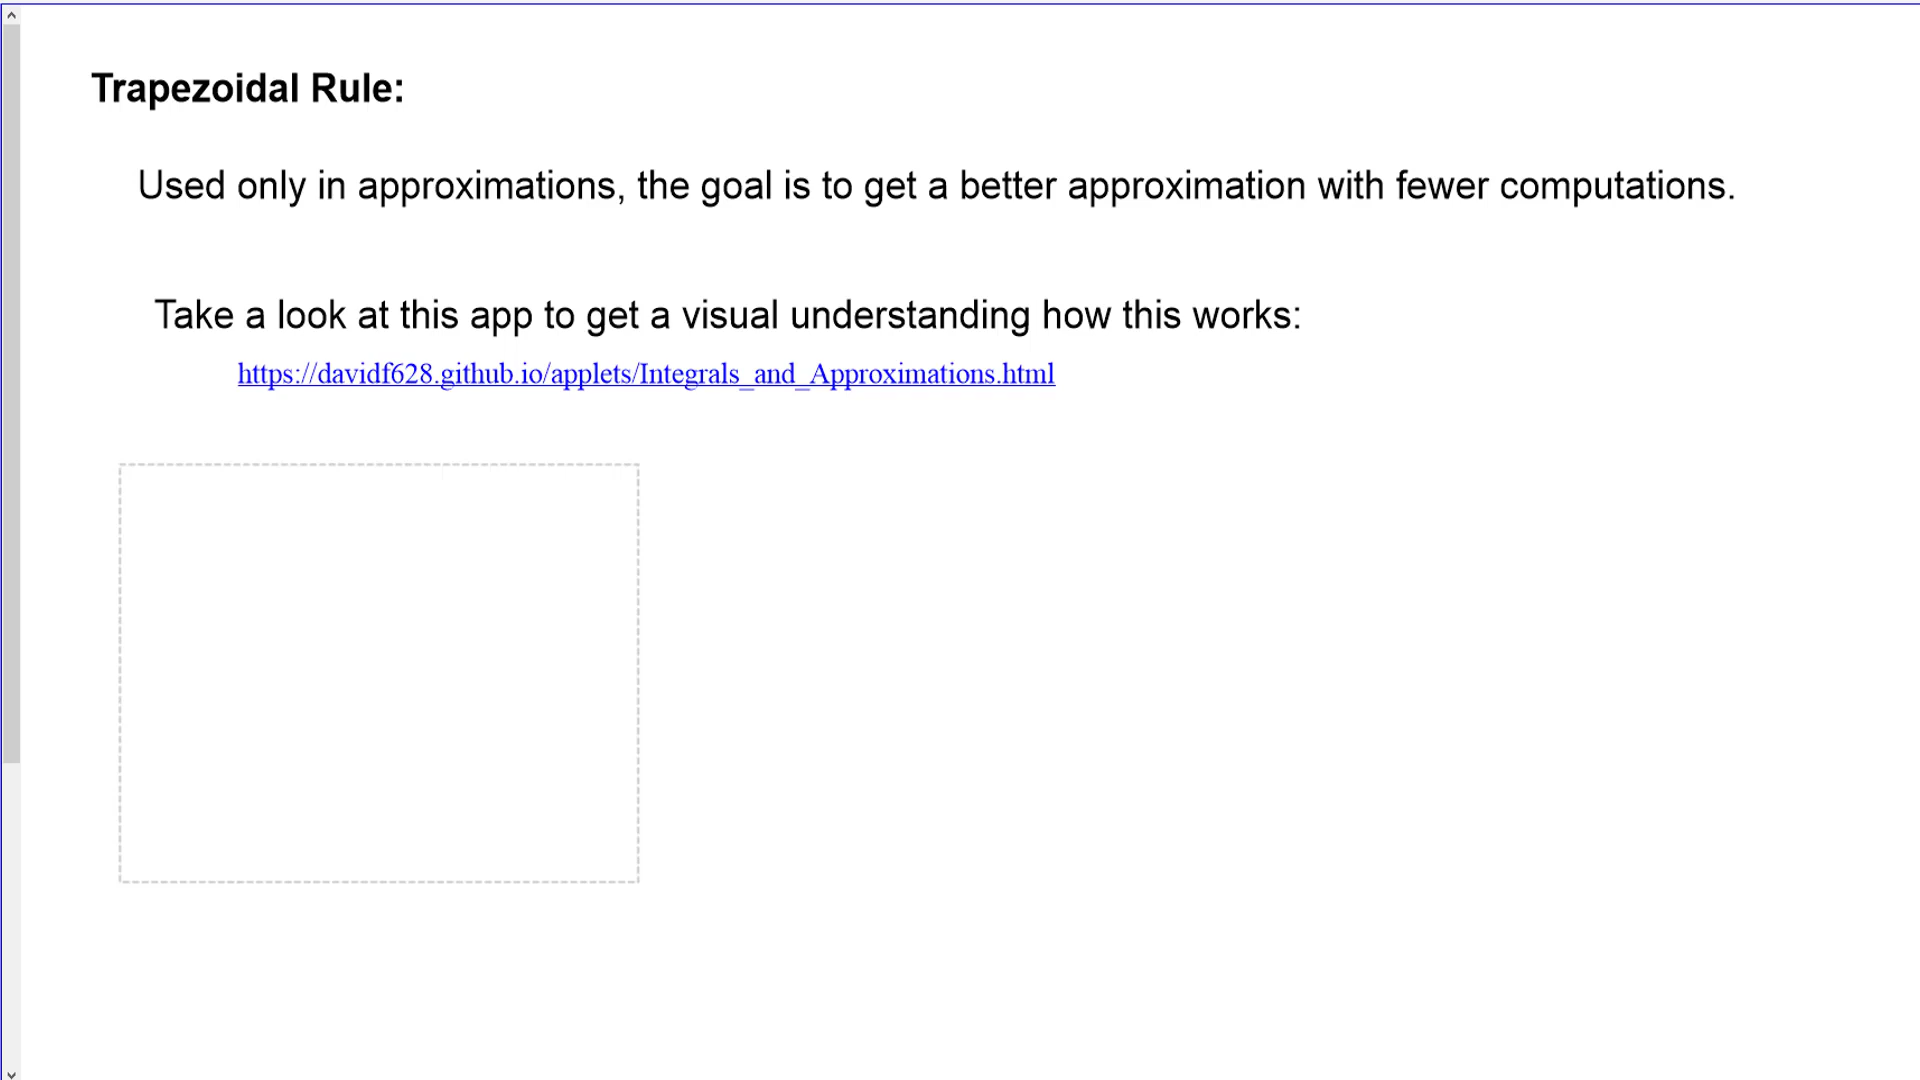 Trapezoidal Rule:
Used only in approximations, the goal is to get a better approximation with fewer computations.
Take a look at this app to get a visual understanding how this works:
https://davidf628.github.io/applets/Integrals_and_Approximations.html